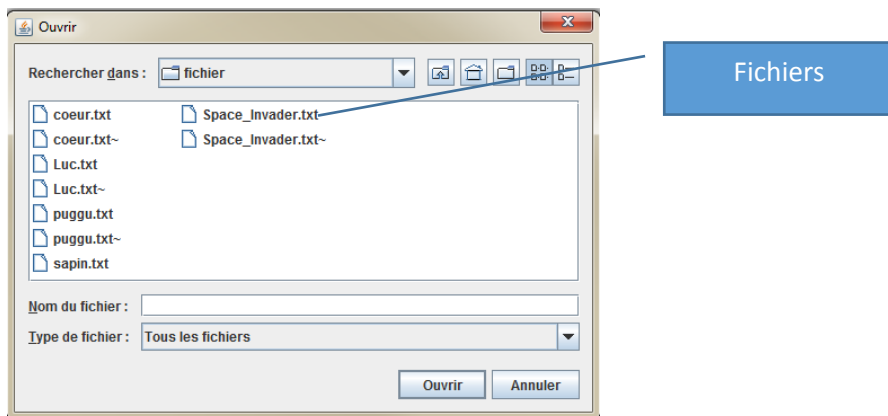 Ouvrir
Rechercher dans : fichier
Fichiers
coeur.txt
coeur.txt~
Luc.txt
Luc.txt~
puggu.txt
puggu.txt~
sapin.txt
Space_Invader.txt
Space_Invader.txt~
Nom du fichier :
Type de fichier : Tous les fichiers
Ouvrir Annuler